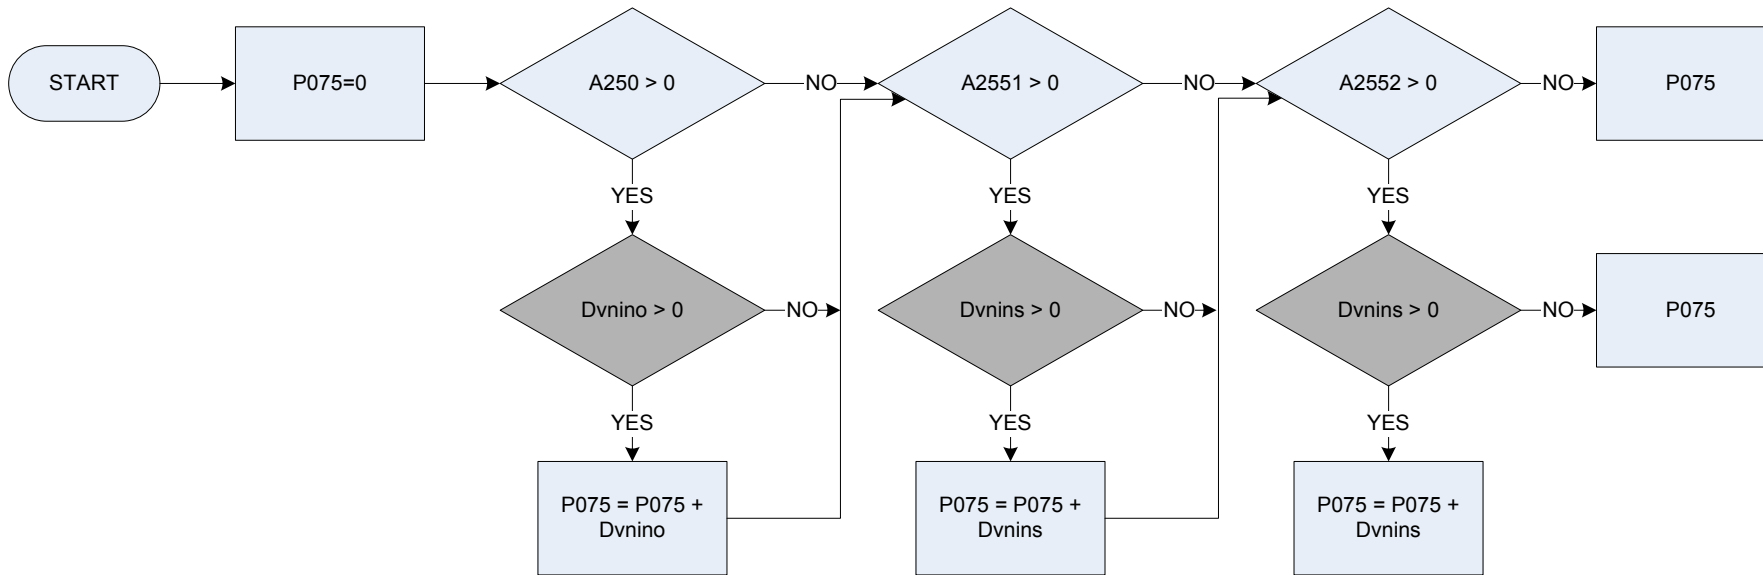 START
P075=0
A250 > 0
NO
A2551 > 0
NO
A2552 > 0
NO
P075
YES
YES
YES
Dvnino > 0
NO
Dvnins > 0
NO
Dvnins > 0
NO
P075
YES
YES
YES
P075 = P075 +
Dvnino
P075 = P075 +
Dvnins
P075 = P075 +
Dvnins